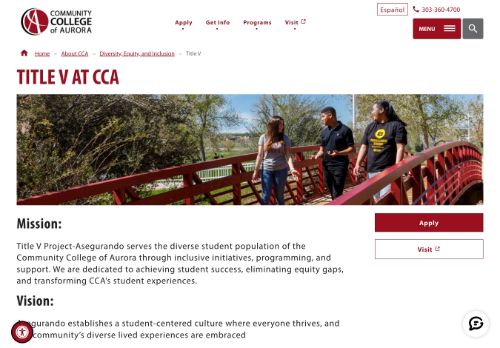 COMMUNITY
COLLEGE
of AURORA
Español
303-360-4700
Apply
Get Info
Programs
Visit
MENU
Home – About CCA – Diversity, Equity, and Inclusion – Title V
TITLE V AT CCA
Mission:
Title V Project-Asegurando serves the diverse student population of the
Community College of Aurora through inclusive initiatives, programming, and
support. We are dedicated to achieving student success, eliminating equity gaps,
and transforming CCA's student experiences.
Apply
Visit
Vision:
segurando establishes a student-centered culture where everyone thrives, and
community's diverse lived experiences are embraced